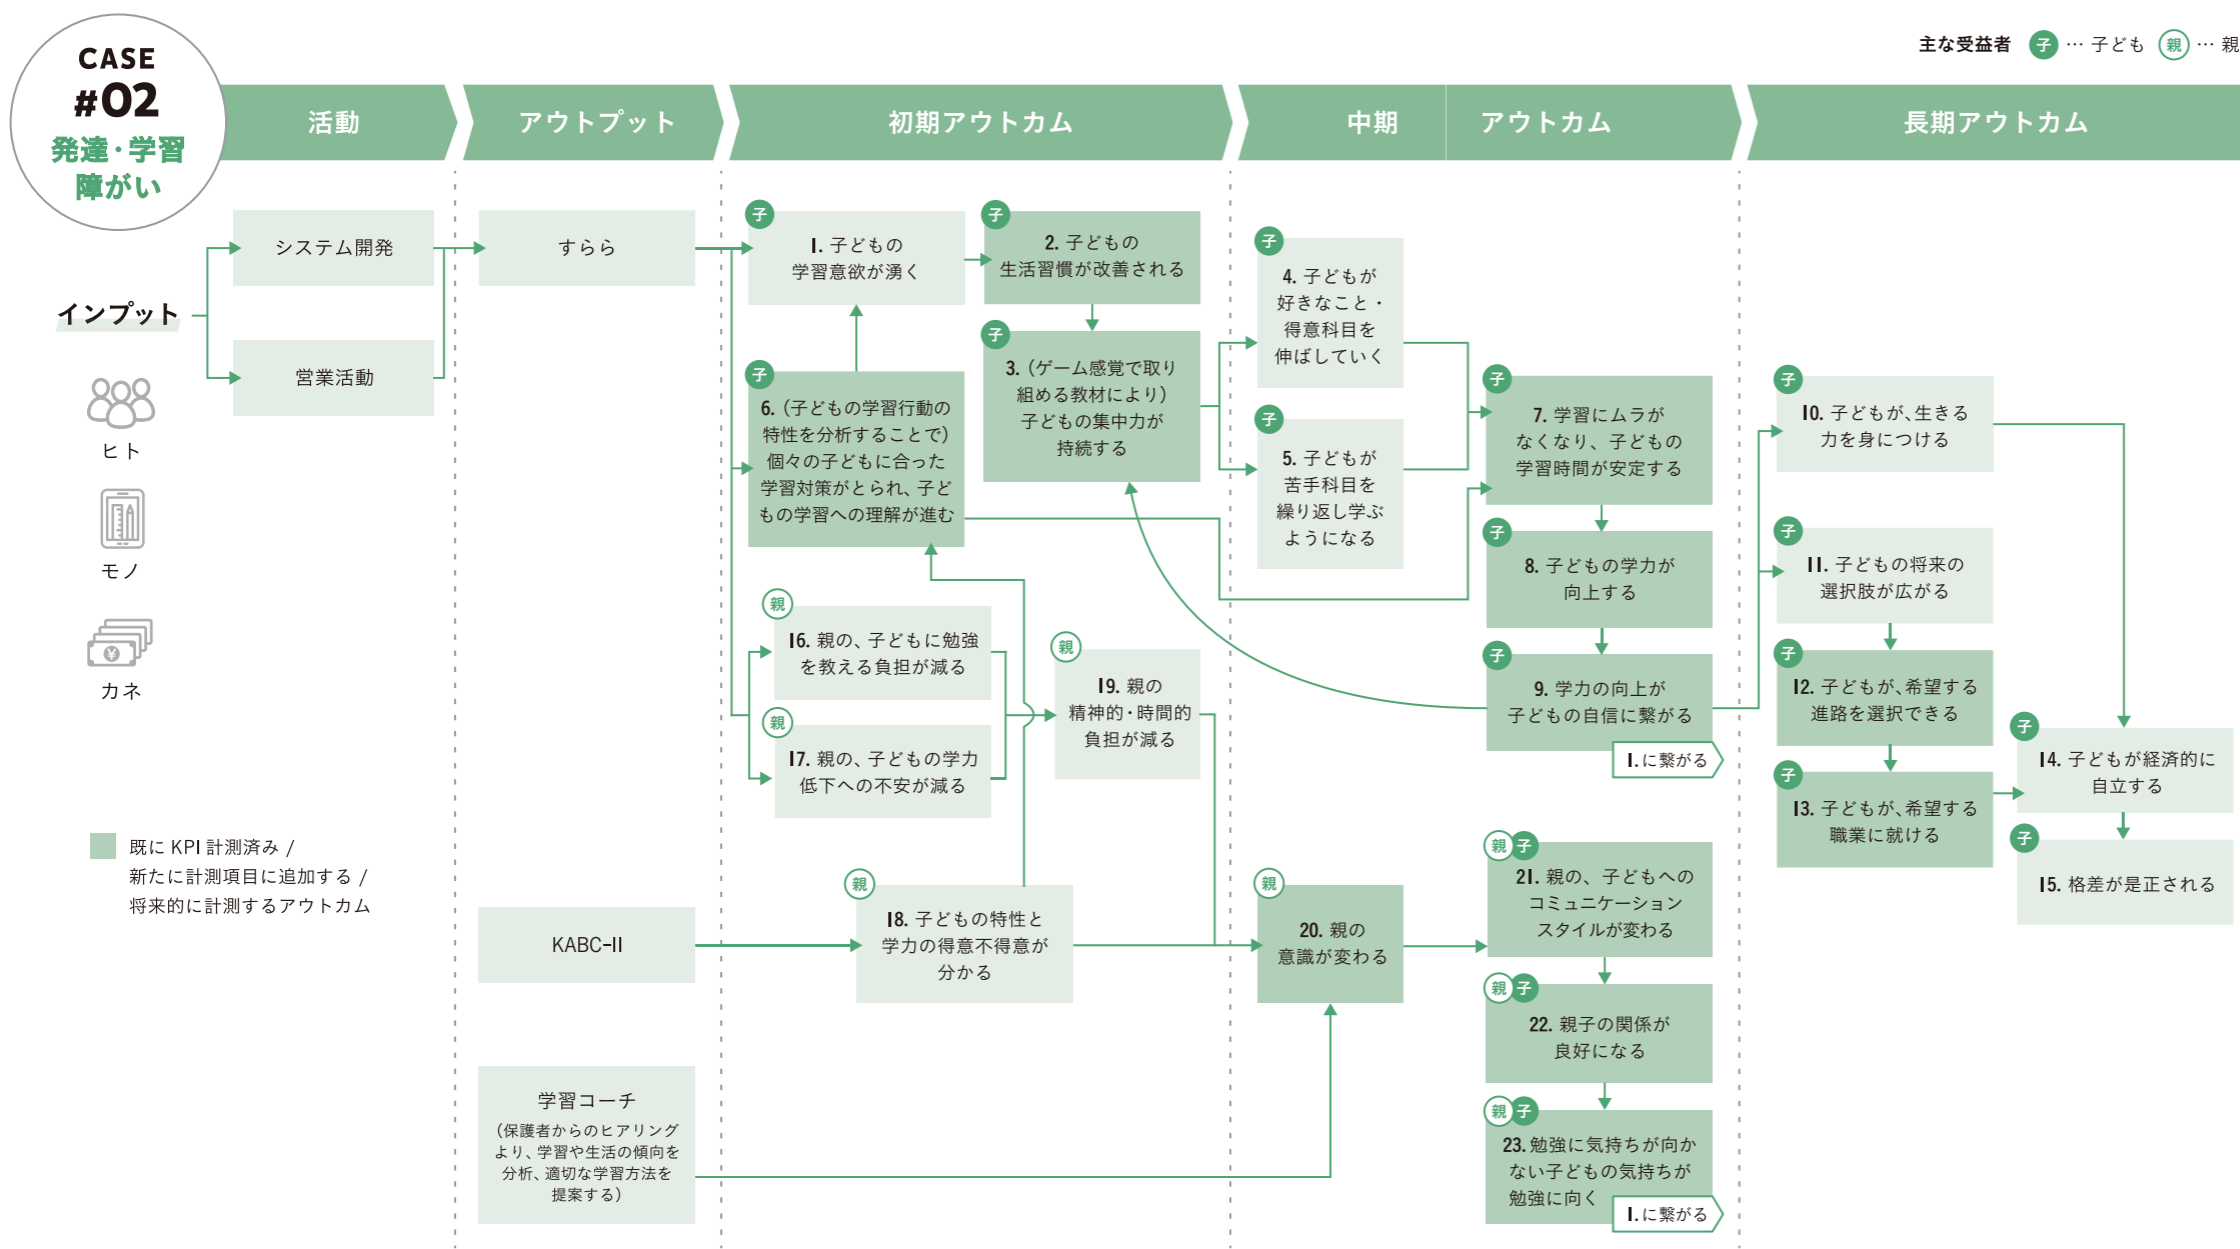 CASE
#02
発達・学習
障がい
主な受益者 子 … 子ども 親 … 親
活動
アウトプット
初期アウトカム
中期 アウトカム
長期アウトカム
インプット
ヒト
モノ
カネ
既に KPI 計測済み /
新たに計測項目に追加する /
将来的に計測するアウトカム
システム開発
営業活動
すらら
KABC-II
学習コーチ
（保護者からのヒアリング
より、学習や生活の傾向を
分析、適切な学習方法を
提案する）
子
1. 子どもの
学習意欲が湧く
子
2. 子どもの
生活習慣が改善される
子
3.（ゲーム感覚で取り
組める教材により）
子どもの集中力が
持続する
子
6.（子どもの学習行動の
特性を分析することで）
個々の子どもに合った
学習対策がとられ、子ど
もの学習への理解が進む
親
16. 親の、子どもに勉強
を教える負担が減る
親
17. 親の、子どもの学力
低下への不安が減る
親
19. 親の
精神的・時間的
負担が減る
親
18. 子どもの特性と
学力の得意不得意が
分かる
子
4. 子どもが
好きなこと・
得意科目を
伸ばしていく
子
5. 子どもが
苦手科目を
繰り返し学ぶ
ようになる
子
7. 学習にムラが
なくなり、子どもの
学習時間が安定する
子
8. 子どもの学力が
向上する
子
9. 学力の向上が
子どもの自信に繋がる
1.に繋がる
親
20. 親の
意識が変わる
親 子
21. 親の、子どもへの
コミュニケーション
スタイルが変わる
親 子
22. 親子の関係が
良好になる
親 子
23. 勉強に気持ちが向か
ない子どもの気持ちが
勉強に向く
1.に繋がる
子
10. 子どもが、生きる
力を身につける
子
11. 子どもの将来の
選択肢が広がる
子
12. 子どもが、希望する
進路を選択できる
子
13. 子どもが、希望する
職業に就ける
子
14. 子どもが経済的に
自立する
子
15. 格差が是正される